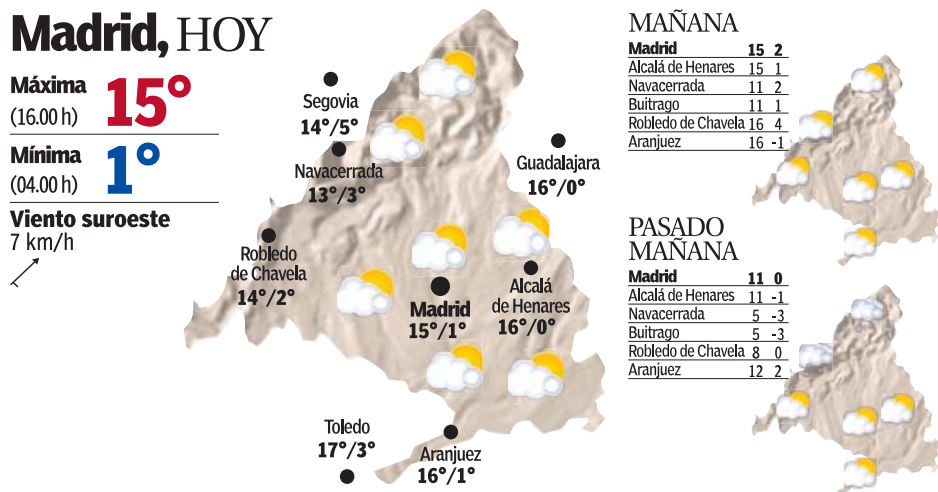 Madrid, HOY
Máxima
(16.00 h)
15°
Mínima
(04.00 h)
1°
Viento suroeste
7 km/h
Segovia
14°/5°
Navacerrada
13°/3°
Guadalajara
16°/0°
Robledo
de Chavela
14°/2°
Madrid
15°/1°
Alcalá
de Henares
16°/0°
Toledo
17°/3°
Aranjuez
16°/1°
MAÑANA
Madrid 15 2
Alcalá de Henares 15 1
Navacerrada 11 2
Buitrago 11 1
Robledo de Chavela 16 4
Aranjuez 16 -1
PASADO
MAÑANA
Madrid 11 0
Alcalá de Henares 11 -1
Navacerrada 5 -3
Buitrago 5 -3
Robledo de Chavela 8 0
Aranjuez 12 2